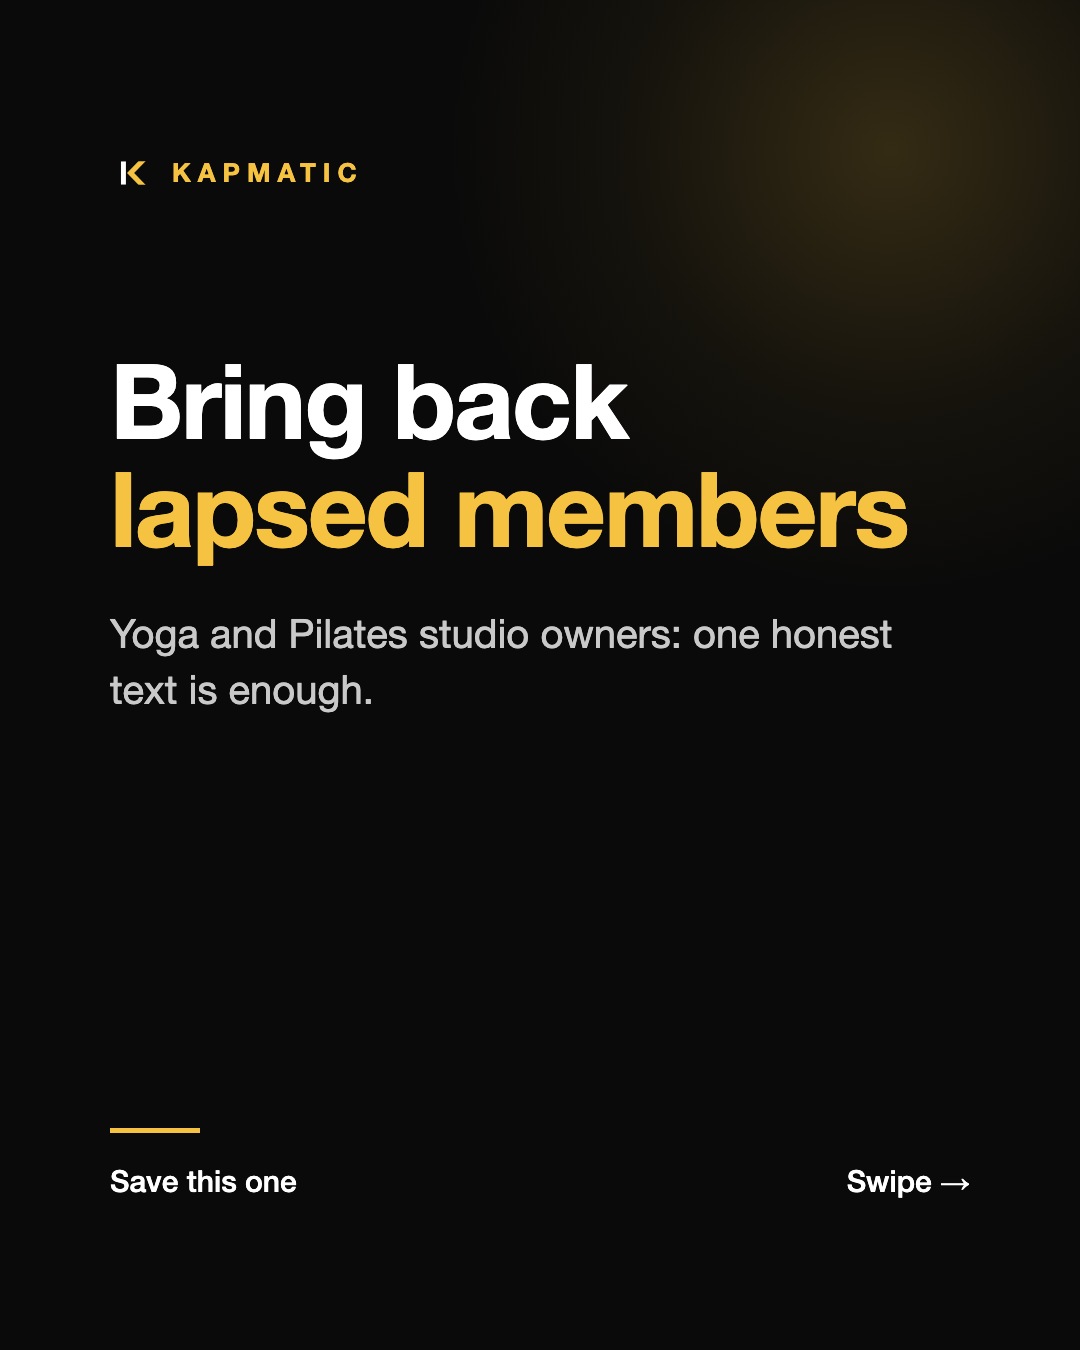 KAPMATIC
Bring back
lapsed members
Yoga and Pilates studio owners: one honest
text is enough.
Save this one
Swipe →